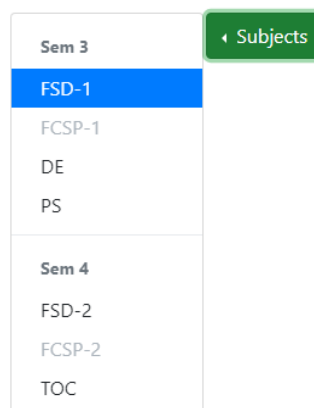 Sem 3
Subjects
FSD-1
FCSP-1
DE
PS
Sem 4
FSD-2
FCSP-2
TOC